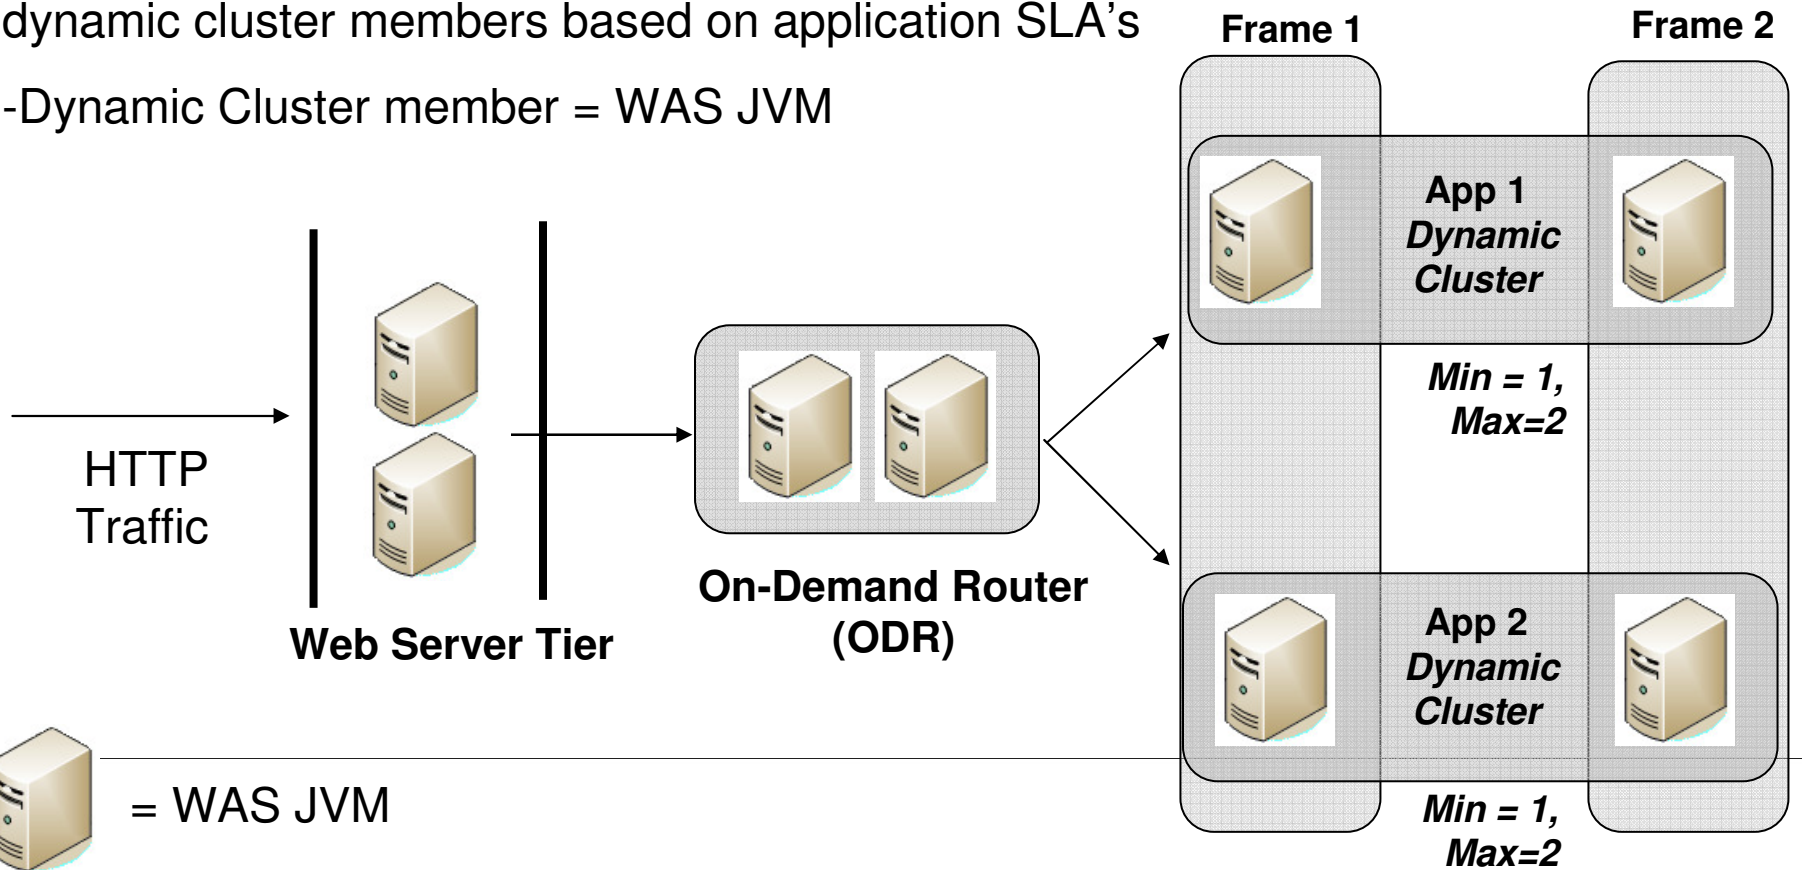 dynamic cluster members based on application SLA's
-Dynamic Cluster member = WAS JVM
Frame 1
Frame 2
App 1
Dynamic
Cluster
Min = 1,
Max=2
HTTP
Traffic
Web Server Tier
On-Demand Router
(ODR)
App 2
Dynamic
Cluster
Min = 1,
Max=2
= WAS JVM